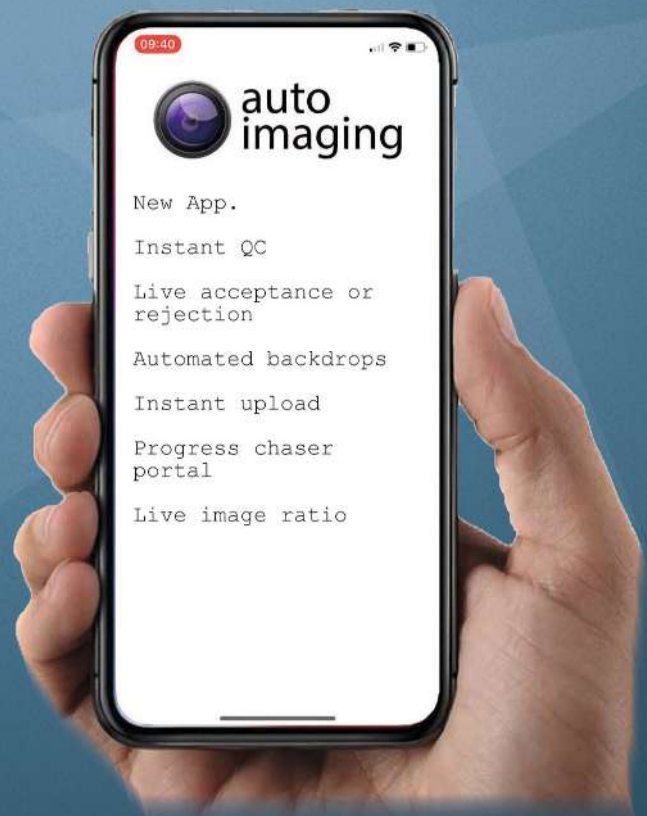 09:40
auto
imaging
New App.
Instant QC
Live acceptance or
rejection
Automated backdrops
Instant upload
Progress chaser
portal
Live image ratio